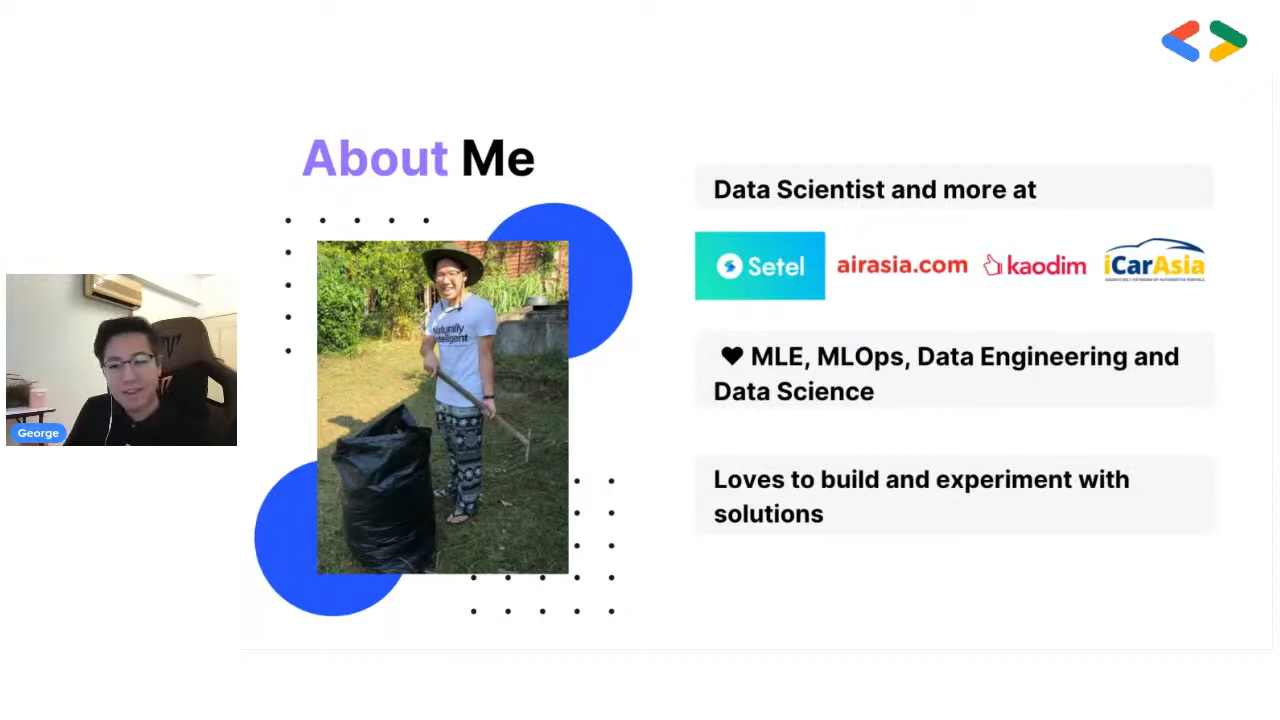 About Me
Data Scientist and more at
Setel
airasia.com
kaodim
iCarAsia
Naturally
Intelligent
♥ MLE, MLOps, Data Engineering and
Data Science
George
Loves to build and experiment with
solutions